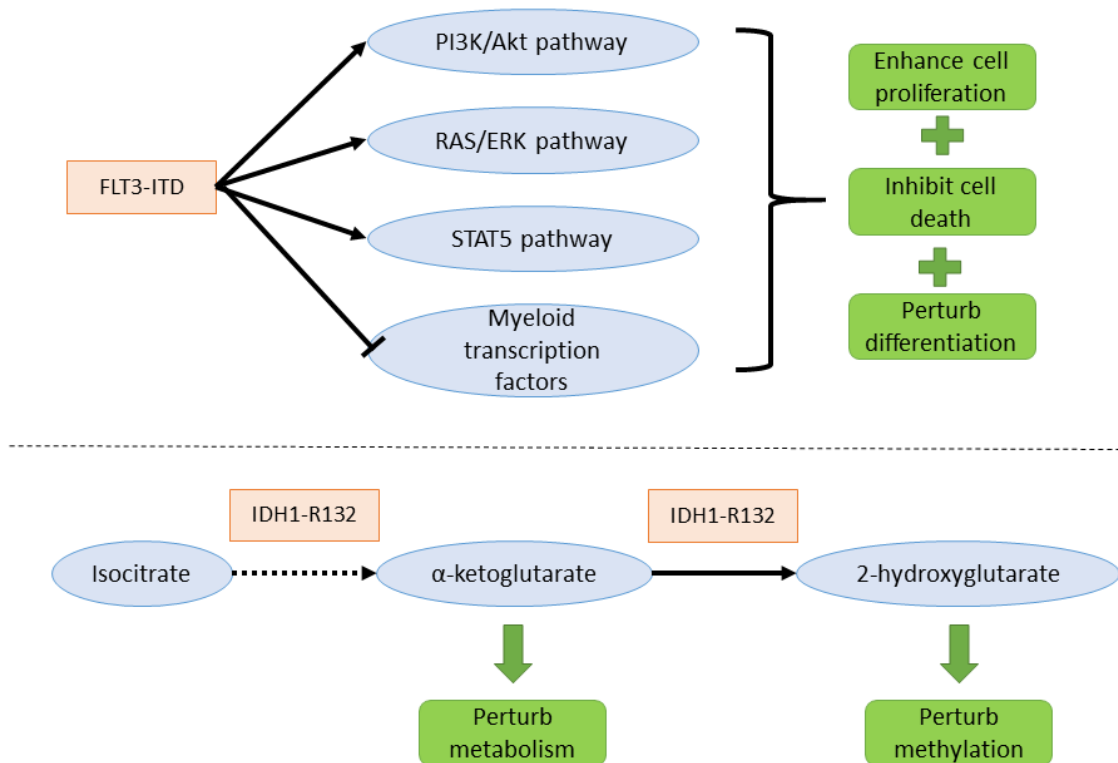 PI3K/Akt pathway
Enhance cell
proliferation
RAS/ERK pathway
FLT3-ITD
Inhibit cell
death
STAT5 pathway
Myeloid
transcription
factors
Perturb
differentiation
IDH1-R132
IDH1-R132
Isocitrate
α-ketoglutarate
2-hydroxyglutarate
Perturb
metabolism
Perturb
methylation